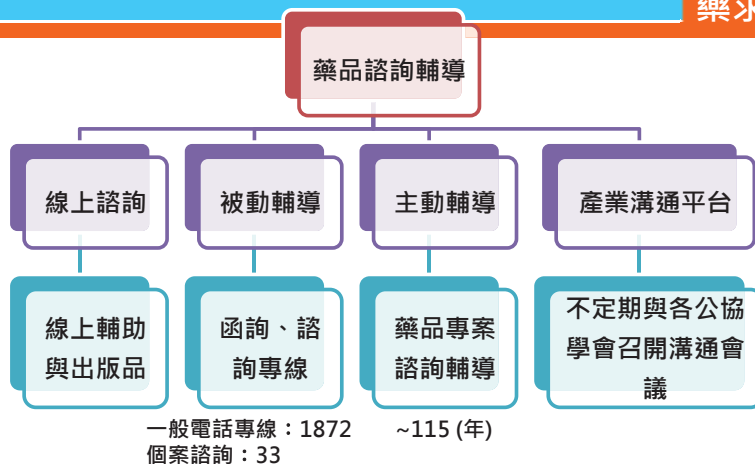 藥求
藥品諮詢輔導
線上諮詢
被動輔導
主動輔導
產業溝通平台
線上輔助
與出版品
函詢、諮
詢專線
藥品專案
諮詢輔導
不定期與各公協
學會召開溝通會
議
一般電話專線：1872
個案諮詢：33
~115 (年)